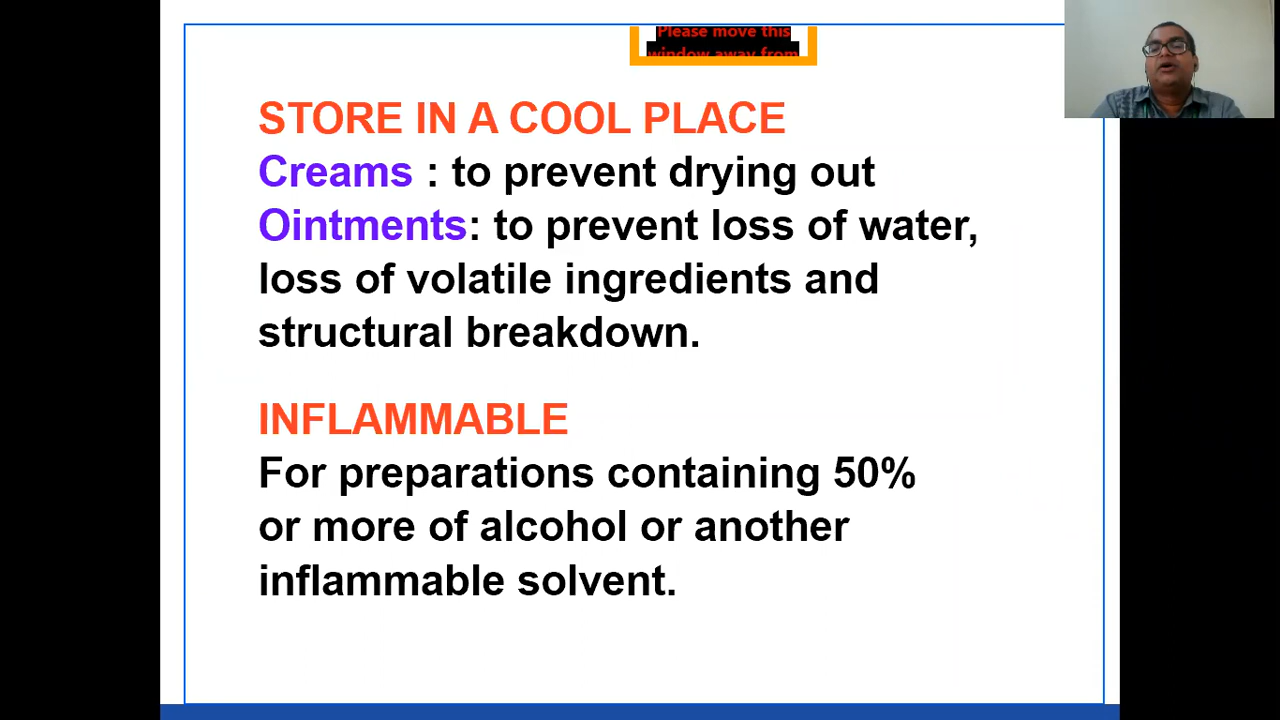 Please move this
window away from
STORE IN A COOL PLACE
Creams : to prevent drying out
Ointments: to prevent loss of water,
loss of volatile ingredients and
structural breakdown.
INFLAMMABLE
For preparations containing 50%
or more of alcohol or another
inflammable solvent.